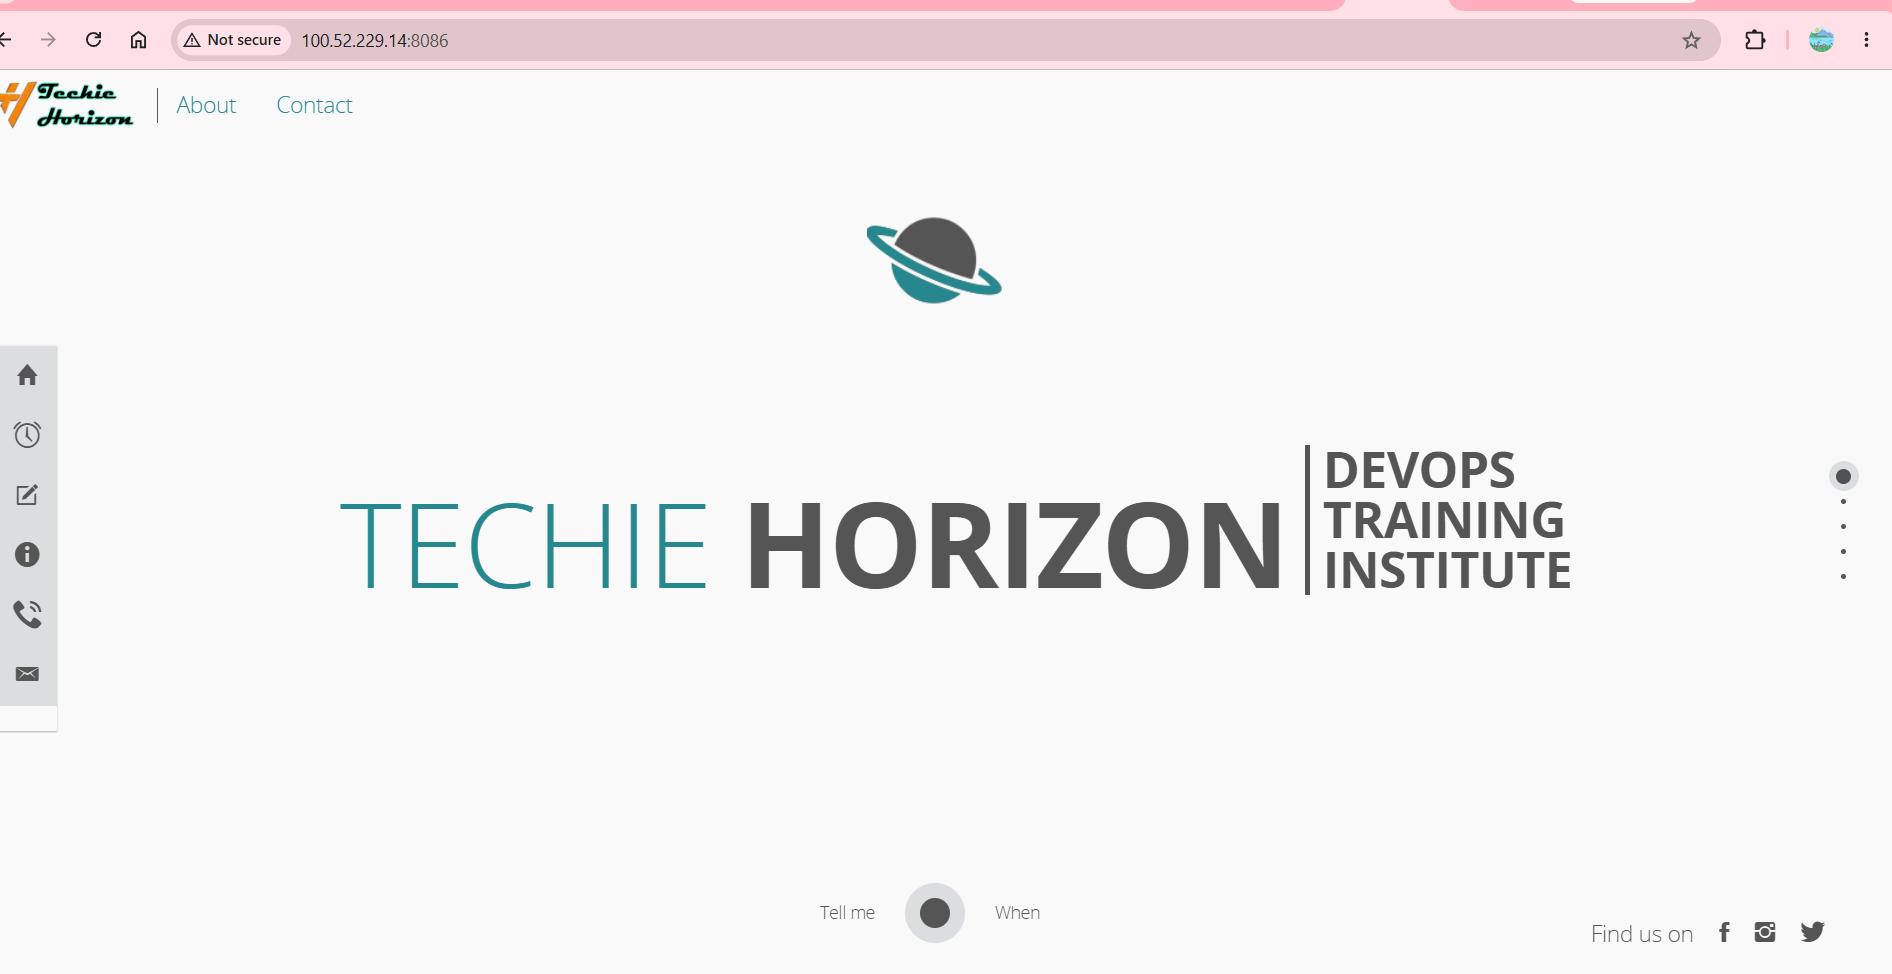 Not secure 100.52.229.14:8086
Techie
Horizon
About Contact
TECHIE HORIZON
DEVOPS
TRAINING
INSTITUTE
Tell me When
Find us on